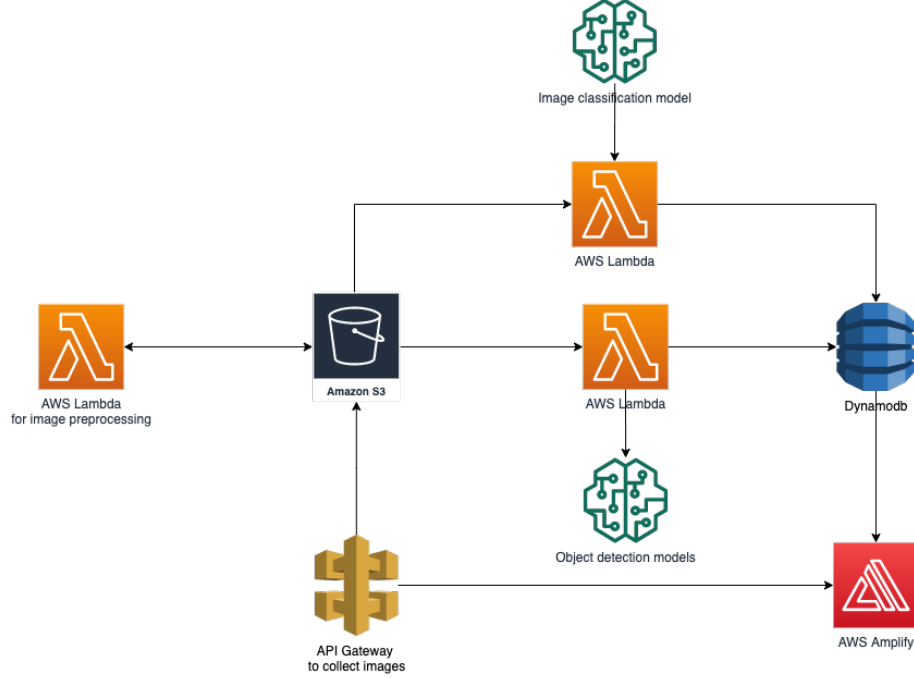 Image classification model
AWS Lambda
AWS Lambda
for image preprocessing
Amazon S3
AWS Lambda
Dynamodb
Object detection models
API Gateway
to collect images
AWS Amplify